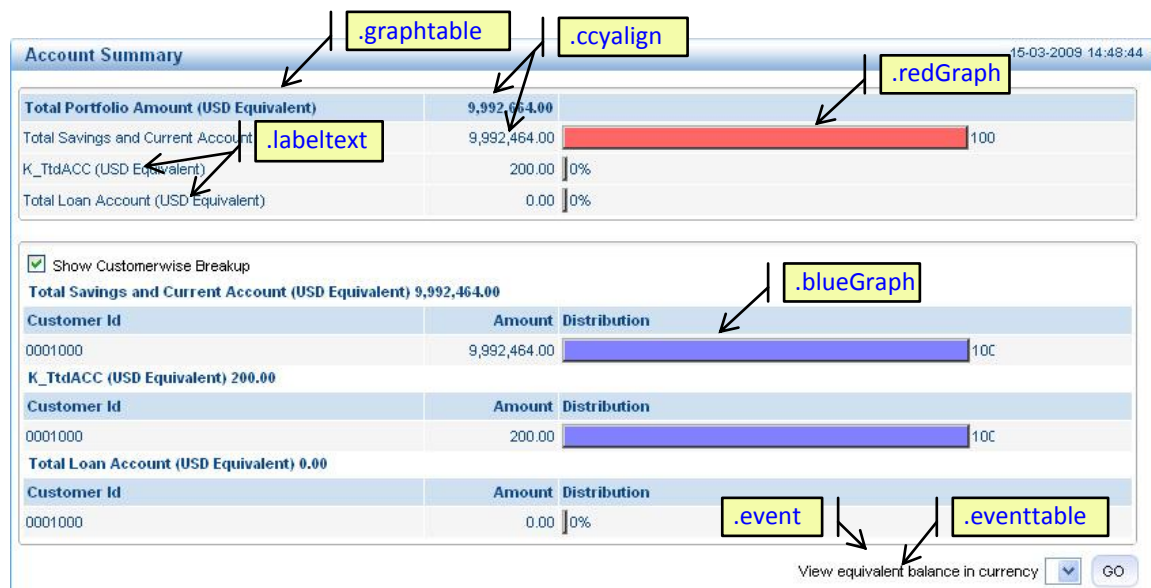 .graphtable
.ccyalign
Account Summary
15-03-2009 14:48:44
.redGraph
Total Portfolio Amount (USD Equivalent) 9,992,664.00
Total Savings and Current Account 9,992,464.00 100
.labeltext
K_TtdACC (USD Equivalent) 200.00 0%
Total Loan Account (USD Equivalent) 0.00 0%
Show Customerwise Breakup
.blueGraph
Total Savings and Current Account (USD Equivalent) 9,992,464.00
Customer Id Amount Distribution
0001000 9,992,464.00 100
K_TtdACC (USD Equivalent) 200.00
Customer Id Amount Distribution
0001000 200.00 100
Total Loan Account (USD Equivalent) 0.00
Customer Id Amount Distribution
0001000 0.00 0%
.event
.eventtable
View equivalent balance in currency GO